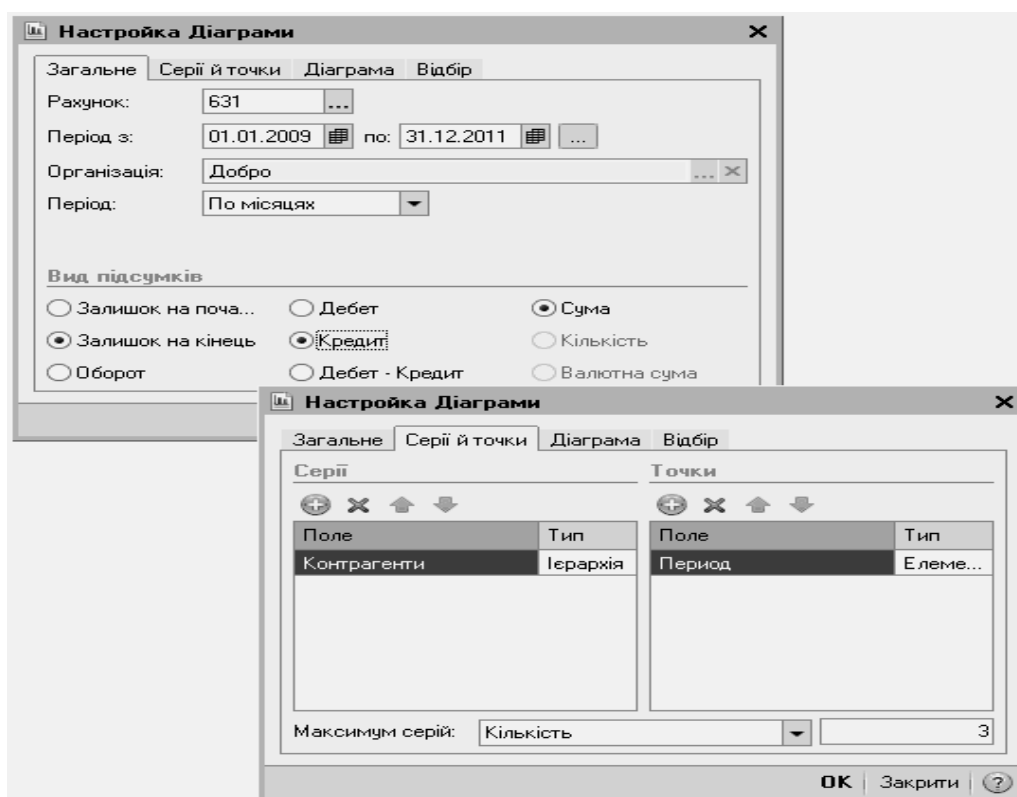 Настройка Діаграми
Загальне Серії й точки Діаграма Відбір
Рахунок: 631 ...
Період з: 01.01.2009 по: 31.12.2011 ...
Організація: Добро ...
Період: По місяцях
Вид підсумків
Залишок на поча... Дебет Сума
Залишок на кінець Кредит Кількість
Оборот Дебет - Кредит Валютна сума
Настройка Діаграми
Загальне Серії й точки Діаграма Відбір
Серії Точки
Поле Тип Поле Тип
Контрагенти Ієрархія Период Елеме...
Максимум серій: Кількість 3
ОК Закрити ?